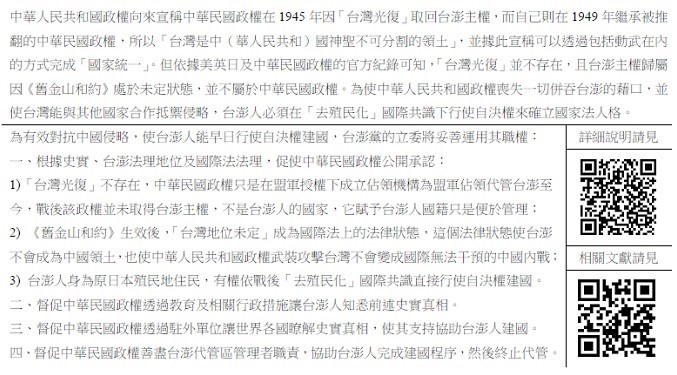 中華人民共和國政權向來宣稱中華民國政權在 1945 年因「台灣光復」取回台澎主權，而自己則在 1949 年繼承被推
翻的中華民國政權，所以「台灣是中（華人民共和）國神聖不可分割的領土」，並據此宣稱可以透過包括動武在內
的方式完成「國家統一」。但依據美英日及中華民國政權的官方紀錄可知，「台灣光復」並不存在，且台澎主權歸屬
因《舊金山和約》處於未定狀態，並不屬於中華民國政權。為使中華人民共和國政權喪失一切併吞台澎的藉口，並
使台灣能與其他國家合作抵禦侵略，台澎人必須在「去殖民化」國際共識下行使自決權來確立國家法人格。
為有效對抗中國侵略，使台澎人能早日行使自決權建國，台澎黨的立委將妥善運用其職權：
一、根據史實、台澎法理地位及國際法法理，促使中華民國政權公開承認：
1)「台灣光復」不存在，中華民國政權只是在盟軍授權下成立佔領機構為盟軍佔領代管台澎至
今，戰後該政權並未取得台澎主權，不是台澎人的國家，它賦予台澎人國籍只是便於管理；
2) 《舊金山和約》生效後，「台灣地位未定」成為國際法上的法律狀態，這個法律狀態使台澎
不會成為中國領土，也使中華人民共和國政權武裝攻擊台灣不會變成國際無法干預的中國內戰；
3) 台澎人身為原日本殖民地住民，有權依戰後「去殖民化」國際共識直接行使自決權建國。
二、督促中華民國政權透過教育及相關行政措施讓台澎人知悉前述史實真相。
三、督促中華民國政權透過駐外單位讓世界各國瞭解史實真相，使其支持協助台澎人建國。
四、督促中華民國政權善盡台澎代管區管理者職責，協助台澎人完成建國程序，然後終止代管。
詳細說明請見
相關文獻請見